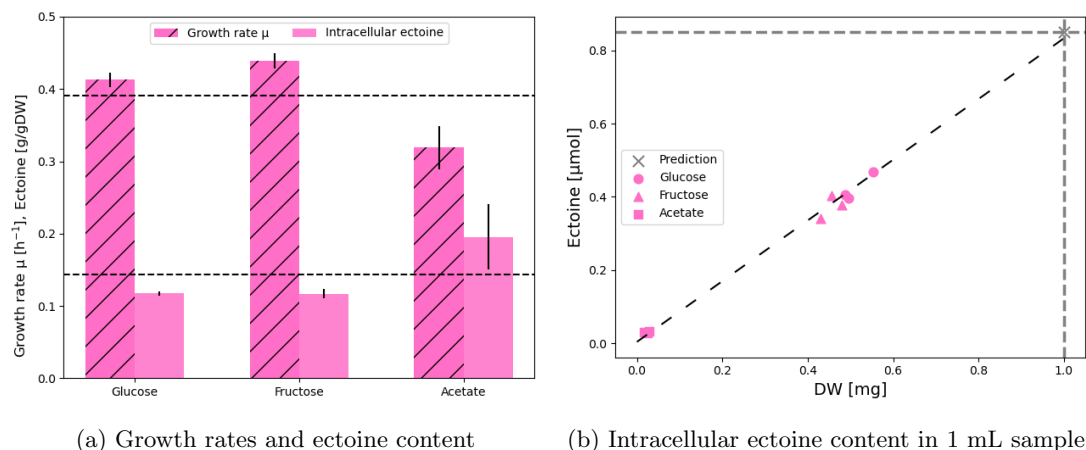 Growth rate μ [h⁻¹], Ectoine [g/gDW]
0.5
0.4
0.3
0.2
0.1
0.0
Growth rate μ
Intracellular ectoine
Glucose
Fructose
Acetate
(a) Growth rates and ectoine content
Ectoine [μmol]
0.8
0.6
0.4
0.2
0.0
Prediction
Glucose
Fructose
Acetate
0.0
0.2
0.4
0.6
0.8
1.0
DW [mg]
(b) Intracellular ectoine content in 1 mL sample